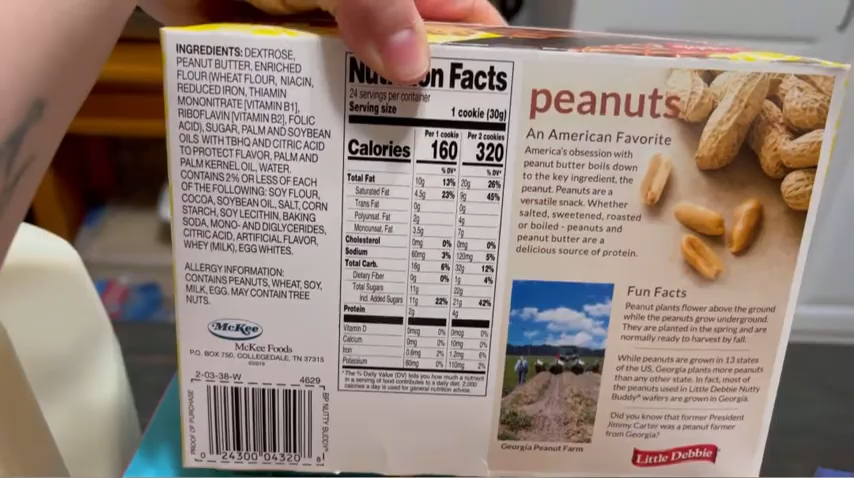 INGREDIENTS: DEXTROSE,
PEANUT BUTTER, ENRICHED
FLOUR (WHEAT FLOUR, NIACIN,
REDUCED IRON, THIAMIN
MONONITRATE [VITAMIN B1],
RIBOFLAVIN [VITAMIN B2], FOLIC
ACID), SUGAR, PALM AND SOYBEAN
OILS WITH TBHQ AND CITRIC ACID
TO PROTECT FLAVOR, PALM AND
PALM KERNEL OIL, WATER.
CONTAINS 2% OR LESS OF EACH
OF THE FOLLOWING: SOY FLOUR,
COCOA, SOYBEAN OIL, SALT, CORN
STARCH, SOY LECITHIN, BAKING
SODA, MONO- AND DIGLYCERIDES,
CITRIC ACID, ARTIFICIAL FLAVOR,
WHEY (MILK), EGG WHITES.
ALLERGY INFORMATION:
CONTAINS PEANUTS, WHEAT, SOY,
MILK, EGG. MAY CONTAIN TREE
NUTS.
McKee
McKee Foods
P.O. BOX 750, COLLEGEDALE, TN 37315
2-03-38-W 4629
PROOF OF PURCHASE
BP NUTTY BUDDY
0 24300 04320 8
Facts
24 servings per container
Serving size 1 cookie (30g)
Per 1 cookie Per 2 cookies
Calories 160 320
% DV* % DV*
Total Fat 10g 13% 20g 26%
Saturated Fat 4.5g 23% 9g 45%
Trans Fat 0g 0g
Polyunsat. Fat 2g 4g
Monounsat. Fat 3.5g 7g
Cholesterol 0mg 0% 0mg 0%
Sodium 60mg 3% 120mg 5%
Total Carb. 16g 6% 32g 12%
Dietary Fiber 0g 0% 1g 4%
Total Sugars 11g 22g
Incl. Added Sugars 11g 22% 21g 42%
Protein 2g 4g
Vitamin D 0mcg 0% 0mcg 0%
Calcium 0mg 0% 10mg 0%
Iron 0.6mg 2% 1.2mg 6%
Potassium 60mg 0% 110mg 2%
*The % Daily Value (DV) tells you how much a nutrient
in a serving of food contributes to a daily diet. 2,000
calories a day is used for general nutrition advice.
peanuts
An American Favorite
America's obsession with
peanut butter boils down
to the key ingredient, the
peanut. Peanuts are a
versatile snack. Whether
salted, sweetened, roasted
or boiled - peanuts and
peanut butter are a
delicious source of protein.
Fun Facts
Peanut plants flower above the ground
while the peanuts grow underground.
They are planted in the spring and are
normally ready to harvest by fall.
While peanuts are grown in 13 states
of the US, Georgia plants more peanuts
than any other state. In fact, most of
the peanuts used in Little Debbie Nutty
Buddy® wafers are grown in Georgia.
Did you know that former President
Jimmy Carter was a peanut farmer
from Georgia?
Georgia Peanut Farm
Little Debbie